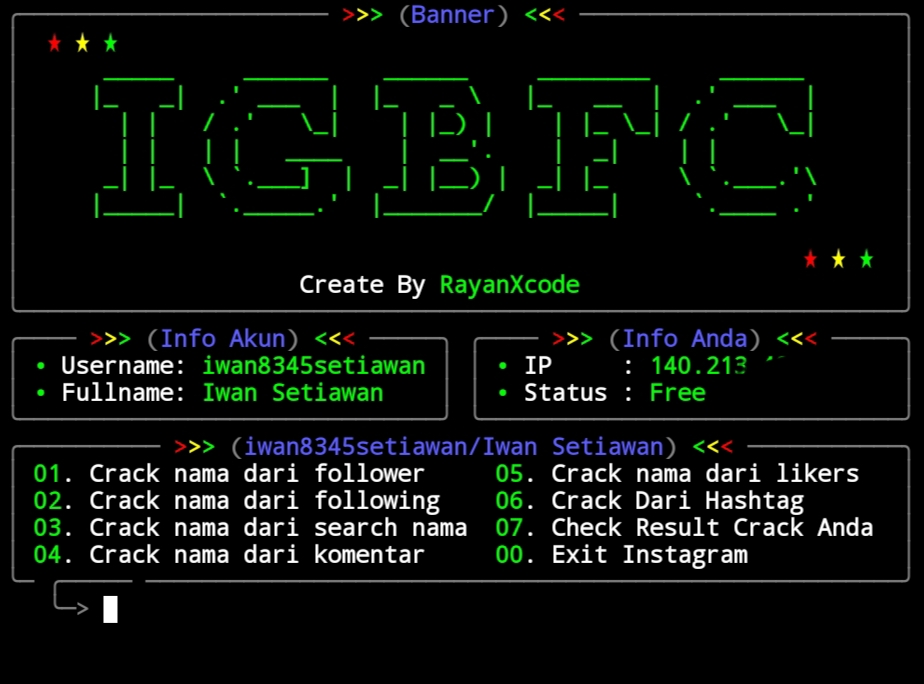 >>> (Banner) <<<
★ ★ ★
IGBFC
★ ★ ★
Create By RayanXcode
>>> (Info Akun) <<<
• Username: iwan8345setiawan
• Fullname: Iwan Setiawan
>>> (Info Anda) <<<
• IP : 140.213
• Status : Free
>>> (iwan8345setiawan/Iwan Setiawan) <<<
01. Crack nama dari follower
02. Crack nama dari following
03. Crack nama dari search nama
04. Crack nama dari komentar
05. Crack nama dari likers
06. Crack Dari Hashtag
07. Check Result Crack Anda
00. Exit Instagram